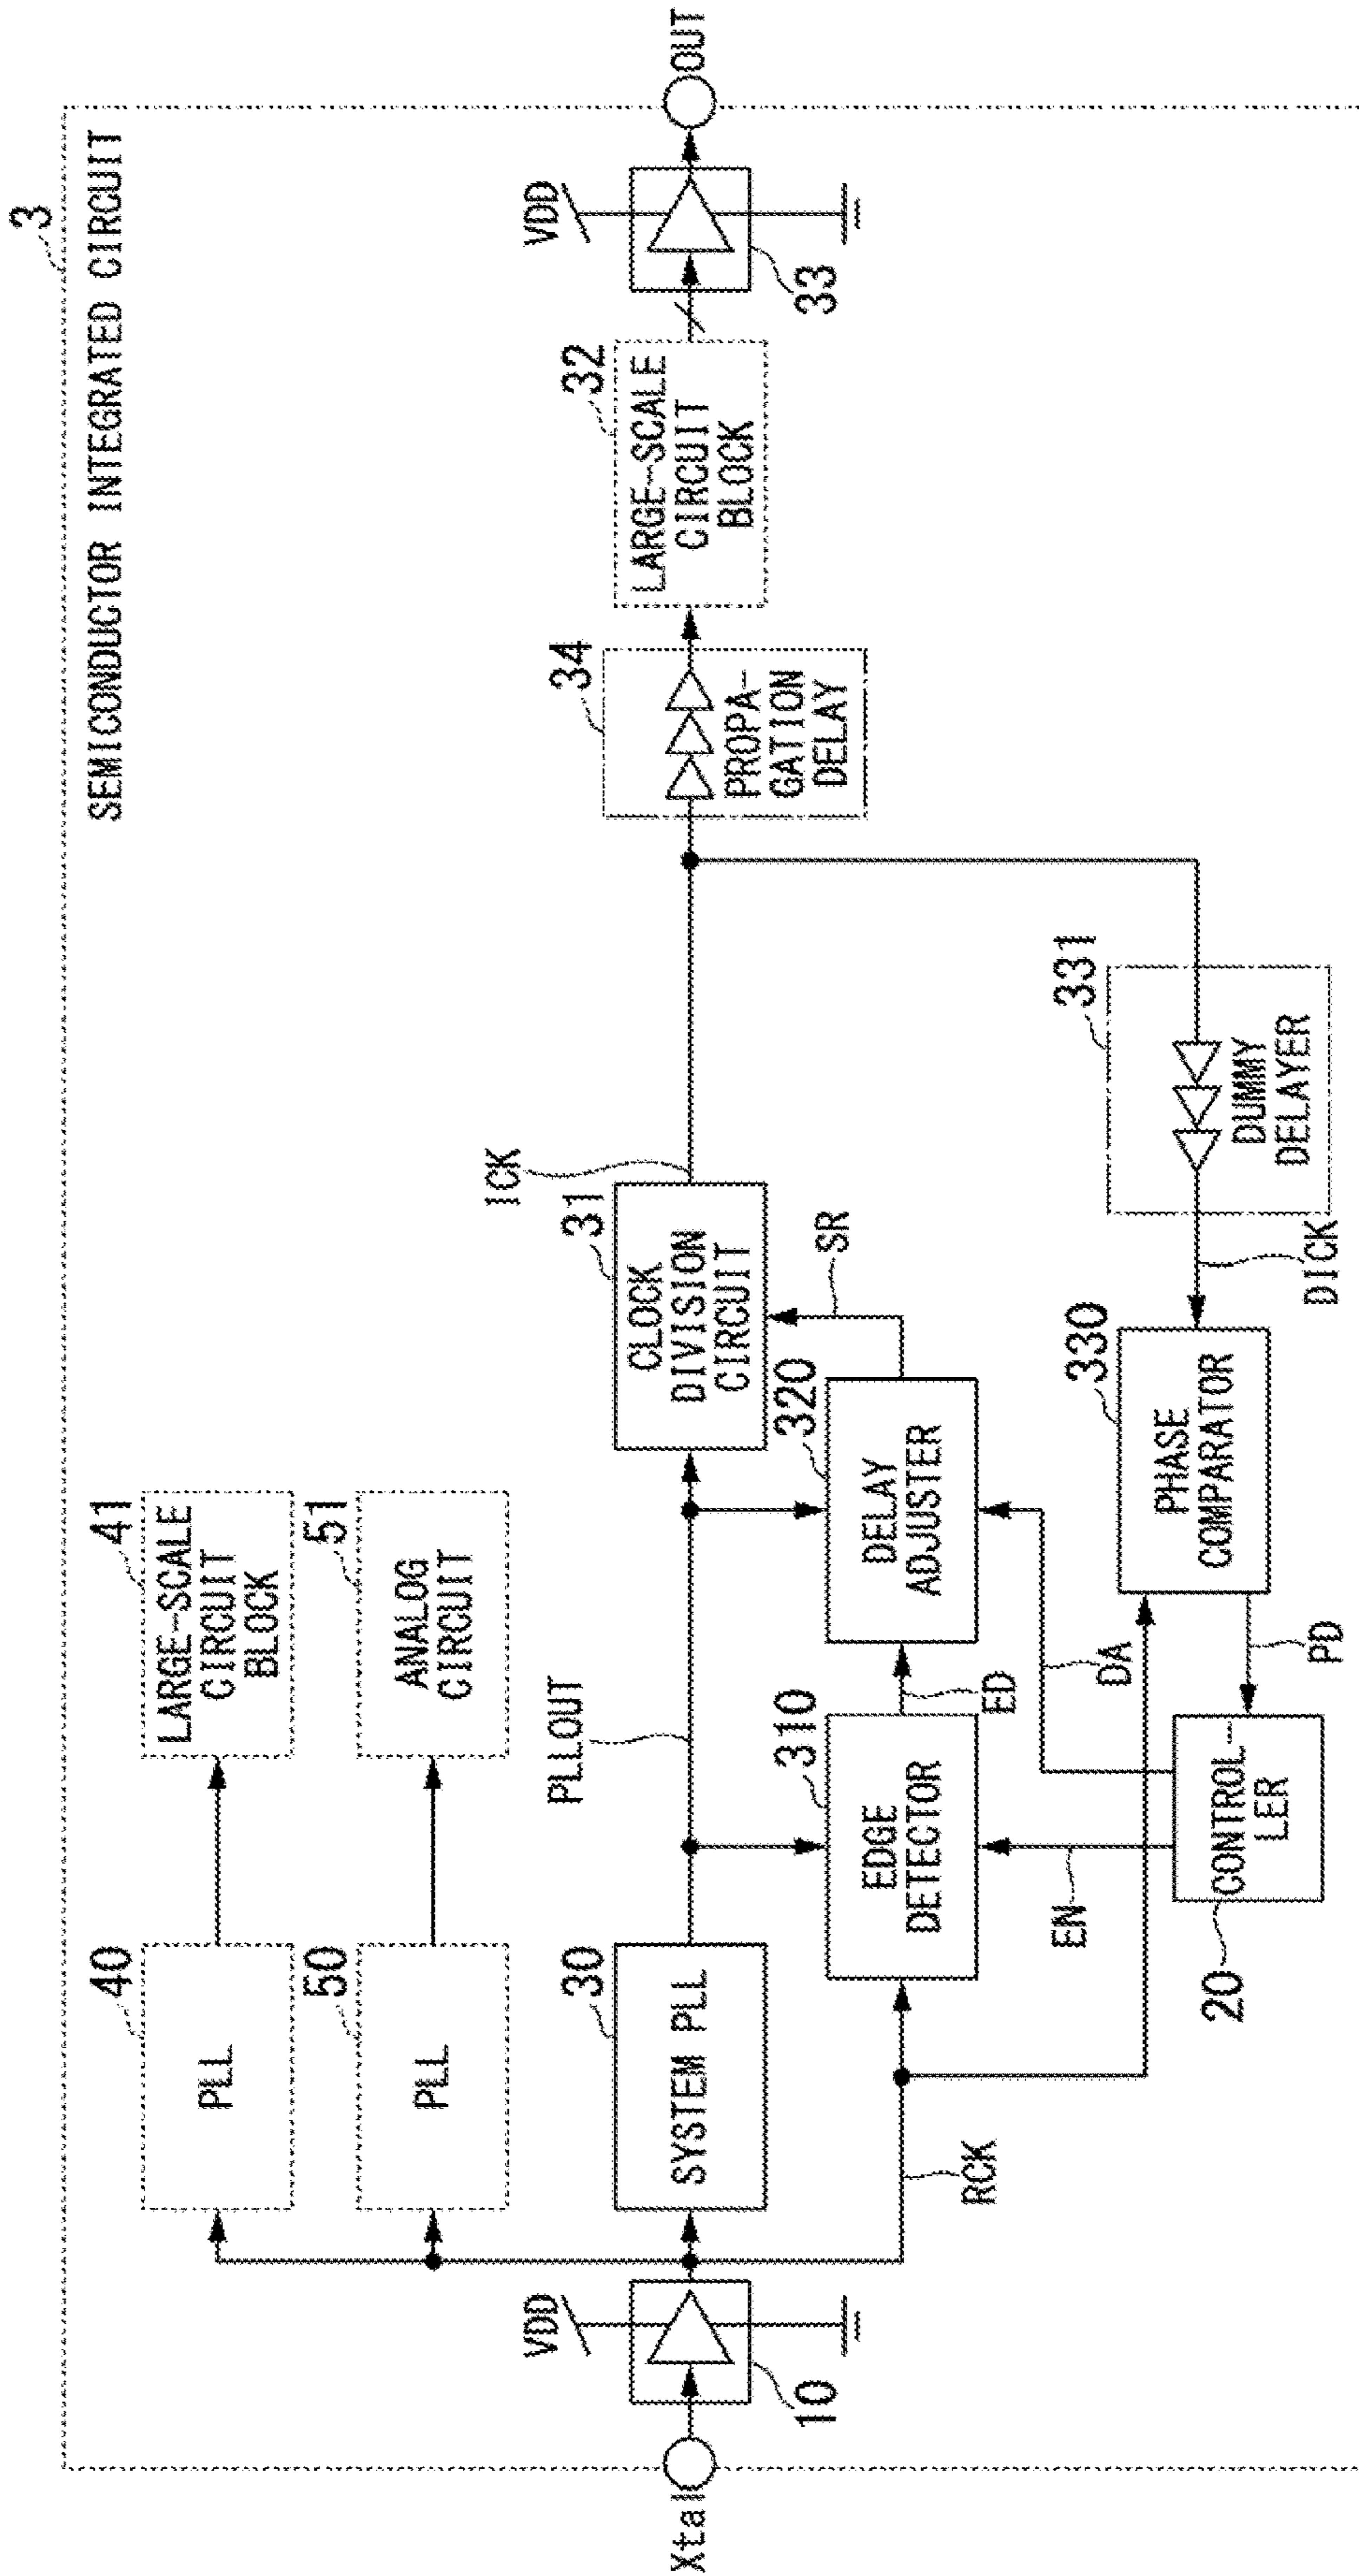 3
SEMICONDUCTOR INTEGRATED CIRCUIT
40
PLL
41
LARGE-SCALE
CIRCUIT
BLOCK
50
PLL
51
ANALOG
CIRCUIT
Xtal
VDD
10
30
SYSTEM PLL
PLLOUT
31
CLOCK
DIVISION
CIRCUIT
ICK
34
PROPA-
GATION
DELAY
32
LARGE-SCALE
CIRCUIT
BLOCK
VDD
33
OUT
RCK
310
EDGE
DETECTOR
ED
320
DELAY
ADJUSTER
SR
EN
DA
20
CONTROL-
LER
PD
330
PHASE
COMPARATOR
DICK
331
DUMMY
DELAYER